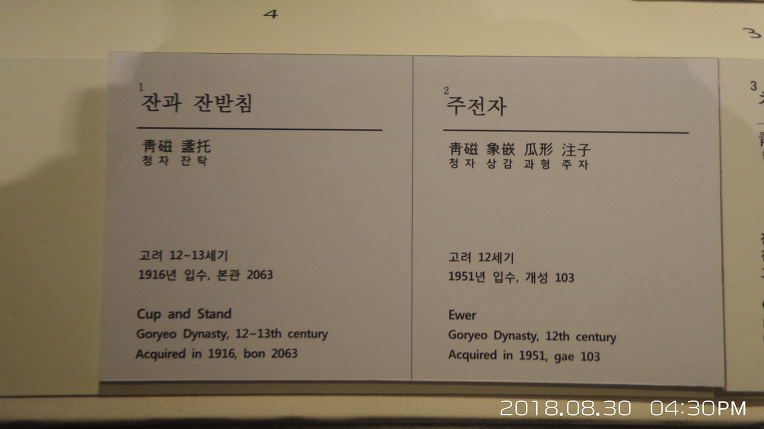 4
3
1
잔과 잔받침
靑磁 盞托
청자 잔탁
고려 12~13세기
1916년 입수, 본관 2063
Cup and Stand
Goryeo Dynasty, 12~13th century
Acquired in 1916, bon 2063
2
주전자
靑磁 象嵌 瓜形 注子
청자 상감 과형 주자
고려 12세기
1951년 입수, 개성 103
Ewer
Goryeo Dynasty, 12th century
Acquired in 1951, gae 103
3
2018.08.30 04:30PM